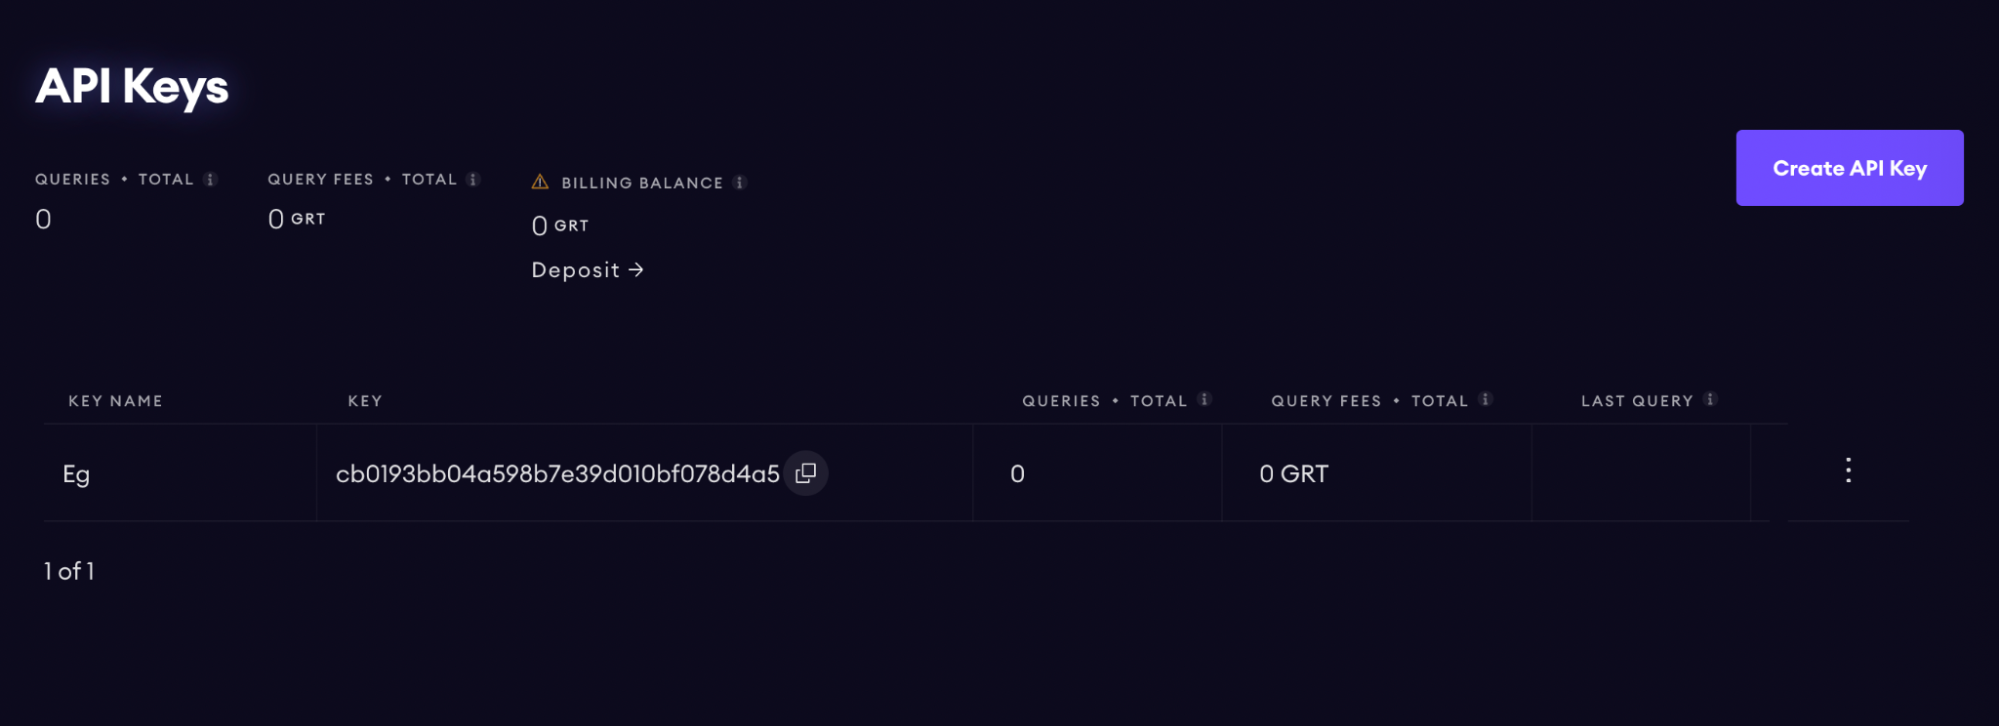 API Keys
Create API Key
QUERIES • TOTAL
QUERY FEES • TOTAL
BILLING BALANCE
0
0 GRT
0 GRT
Deposit →
KEY NAME
KEY
QUERIES • TOTAL
QUERY FEES • TOTAL
LAST QUERY
Eg
cb0193bb04a598b7e39d010bf078d4a5
0
0 GRT
1 of 1